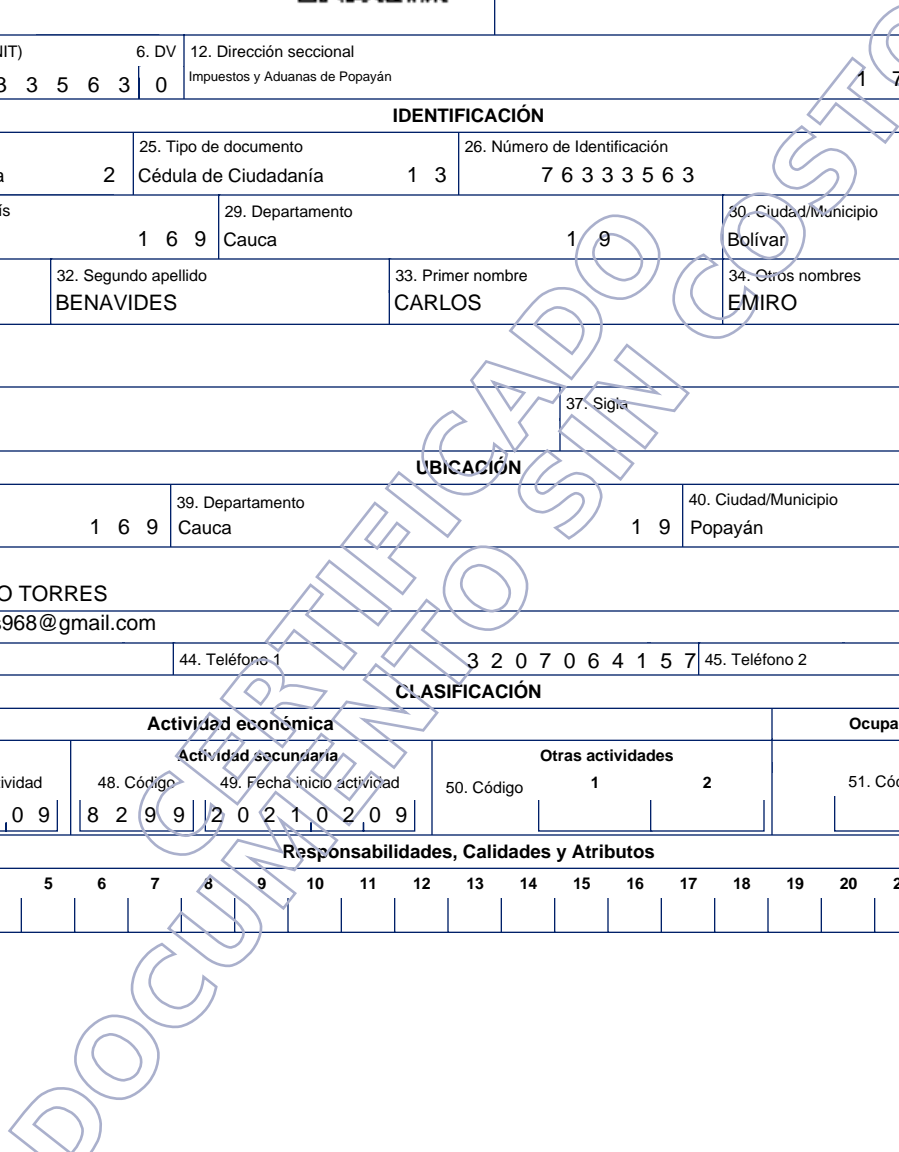 NIT) 6. DV 12. Dirección seccional
3 3 5 6 3 0 Impuestos y Aduanas de Popayán 1 7
IDENTIFICACIÓN
25. Tipo de documento 26. Número de Identificación
a 2 Cédula de Ciudadanía 1 3 7 6 3 3 3 5 6 3
ís 29. Departamento 30. Ciudad/Municipio
1 6 9 Cauca 1 9 Bolívar
32. Segundo apellido 33. Primer nombre 34. Otros nombres
BENAVIDES CARLOS EMIRO
37. Sigla
UBICACIÓN
39. Departamento 40. Ciudad/Municipio
1 6 9 Cauca 1 9 Popayán
O TORRES
s968@gmail.com
44. Teléfono 1 3 2 0 7 0 6 4 1 5 7 45. Teléfono 2
CLASIFICACIÓN
Actividad económica Ocupa
Actividad secundaria Otras actividades
ividad 48. Código 49. Fecha inicio actividad 50. Código 1 2 51. Cód
0 9 8 2 9 9 2 0 2 1 0 2 0 9
Responsabilidades, Calidades y Atributos
5 6 7 8 9 10 11 12 13 14 15 16 17 18 19 20 2
CERTIFICADO
DOCUMENTO SIN COSTO